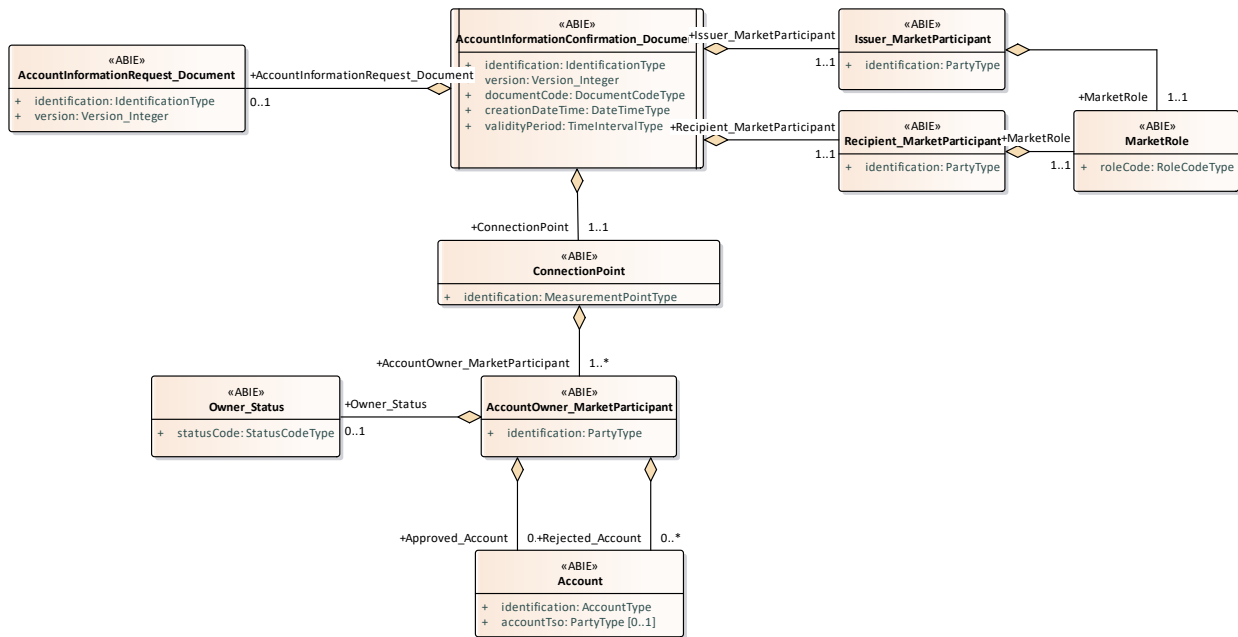 «ABIE»
AccountInformationRequest_Document
+ identification: IdentificationType
+ version: Version_Integer
+AccountInformationRequest_Document
0..1
«ABIE»
AccountInformationConfirmation_Docume
+ identification: IdentificationType
+ version: Version_Integer
+ documentCode: DocumentCodeType
+ creationDateTime: DateTimeType
+ validityPeriod: TimeIntervalType
+Issuer_MarketParticipant
1..1
«ABIE»
Issuer_MarketParticipant
+ identification: PartyType
+MarketRole
1..1
+Recipient_MarketParticipant
1..1
«ABIE»
Recipient_MarketParticipant
+ identification: PartyType
+MarketRole
1..1
«ABIE»
MarketRole
+ roleCode: RoleCodeType
+ConnectionPoint
1..1
«ABIE»
ConnectionPoint
+ identification: MeasurementPointType
+AccountOwner_MarketParticipant
1..*
«ABIE»
Owner_Status
+ statusCode: StatusCodeType
+Owner_Status
0..1
«ABIE»
AccountOwner_MarketParticipant
+ identification: PartyType
+Approved_Account
0.
+Rejected_Account
0..*
«ABIE»
Account
+ identification: AccountType
+ accountTso: PartyType [0..1]